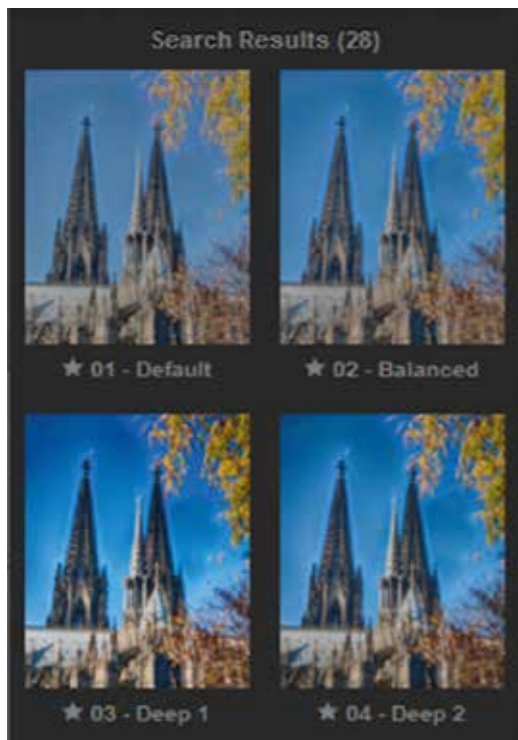 Search Results (28)
★ 01 - Default
★ 02 - Balanced
★ 03 - Deep 1
★ 04 - Deep 2